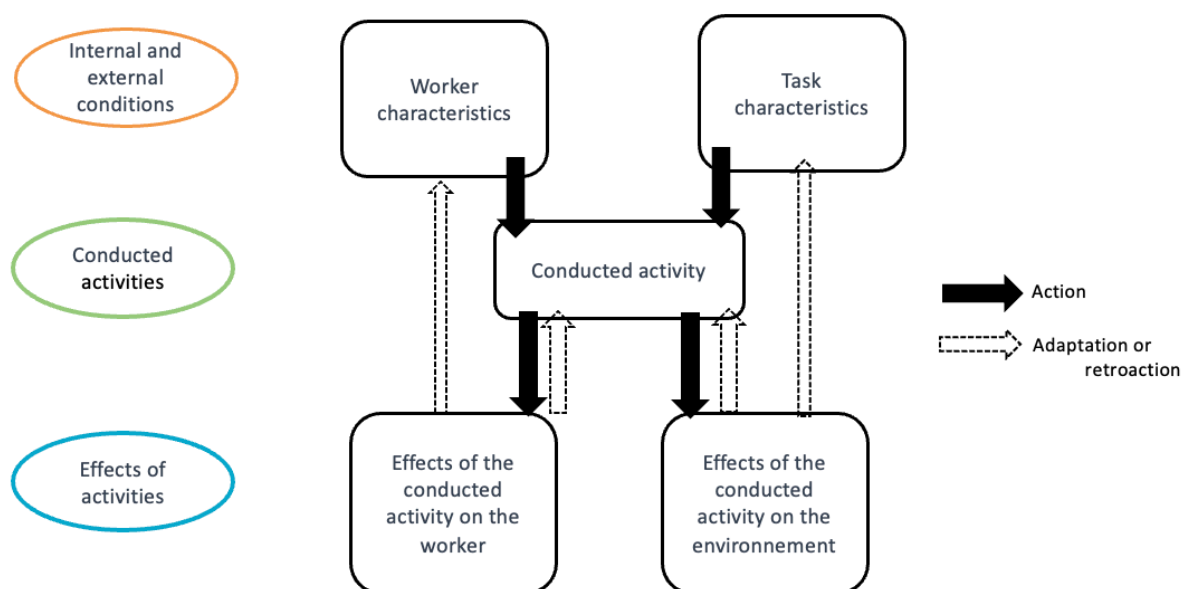 Internal and
external
conditions
Worker
characteristics
Task
characteristics
Conducted
activities
Conducted activity
Action
Adaptation or
retroaction
Effects of
activities
Effects of the
conducted
activity on the
worker
Effects of the
conducted
activity on the
environnement